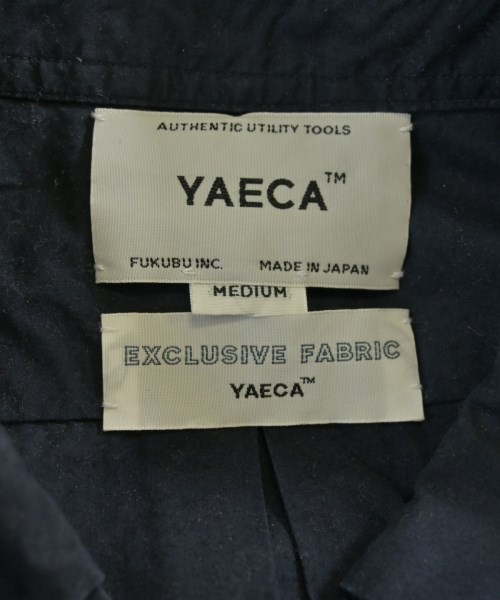 AUTHENTIC UTILITY TOOLS
YAECA™
FUKUBU INC. MADE IN JAPAN
MEDIUM
EXCLUSIVE FABRIC
YAECA™